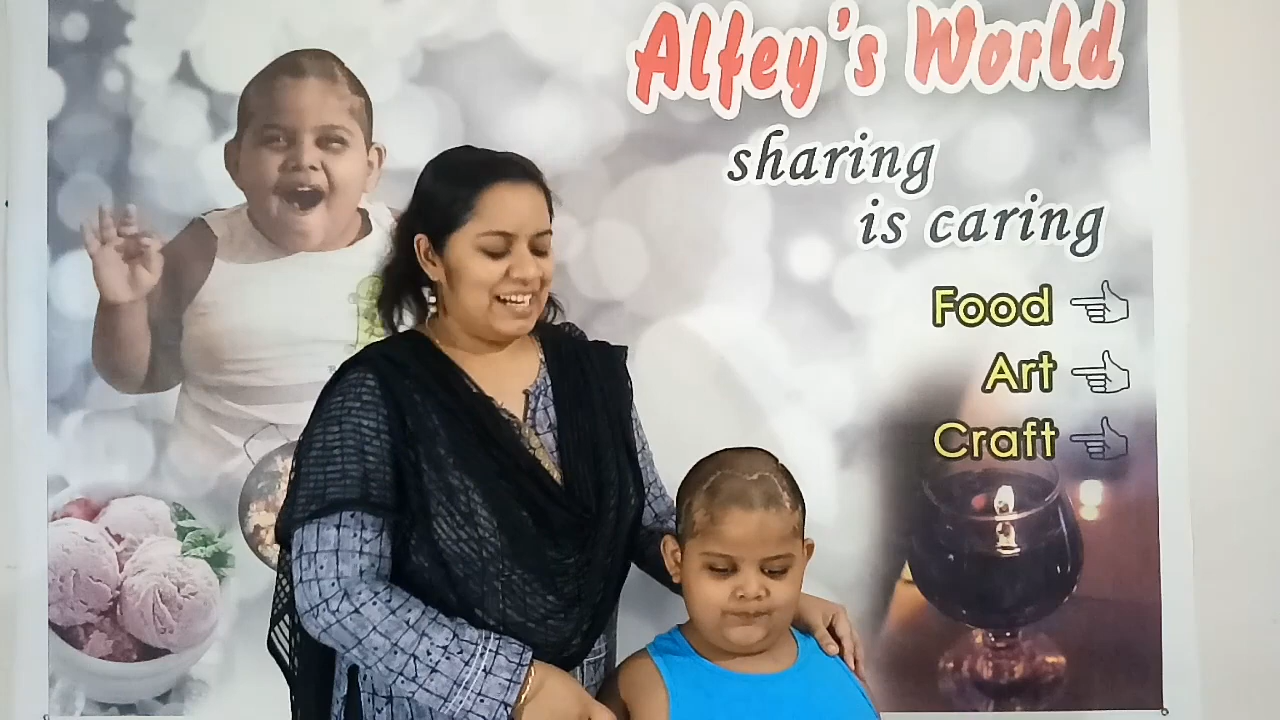 Alfey's World
sharing
is caring
Food
Art
Craft